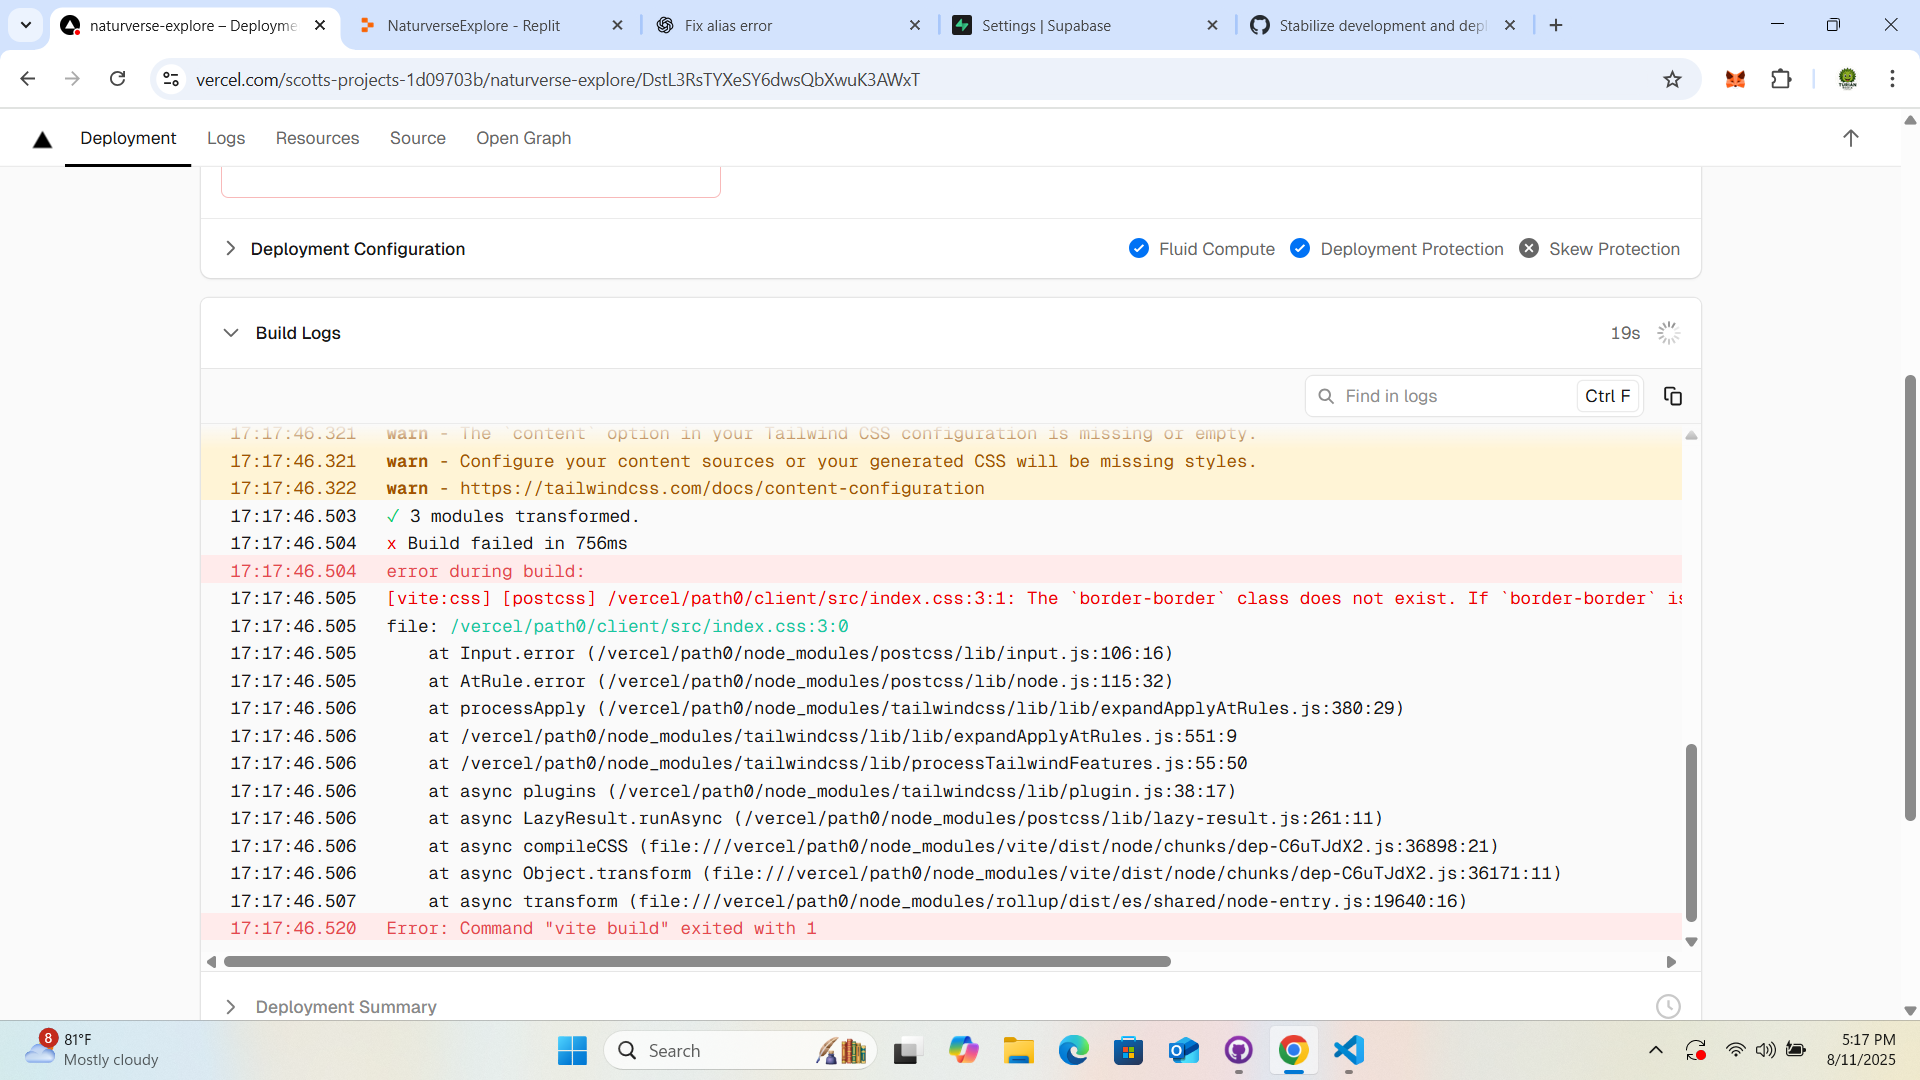 naturverse-explore – Deployme
NaturverseExplore - Replit
Fix alias error
Settings | Supabase
Stabilize development and depl
vercel.com/scotts-projects-1d09703b/naturverse-explore/DstL3RsTYXeSY6dwsQbXwuK3AWxT
Deployment
Logs
Resources
Source
Open Graph
Deployment Configuration
Fluid Compute
Deployment Protection
Skew Protection
Build Logs
19s
Find in logs
Ctrl F
17:17:46.321 warn - The `content` option in your Tailwind CSS configuration is missing or empty.
17:17:46.321 warn - Configure your content sources or your generated CSS will be missing styles.
17:17:46.322 warn - https://tailwindcss.com/docs/content-configuration
17:17:46.503 ✓ 3 modules transformed.
17:17:46.504 x Build failed in 756ms
17:17:46.504 error during build:
17:17:46.505 [vite:css] [postcss] /vercel/path0/client/src/index.css:3:1: The `border-border` class does not exist. If `border-border` is
17:17:46.505 file: /vercel/path0/client/src/index.css:3:0
17:17:46.505 at Input.error (/vercel/path0/node_modules/postcss/lib/input.js:106:16)
17:17:46.505 at AtRule.error (/vercel/path0/node_modules/postcss/lib/node.js:115:32)
17:17:46.506 at processApply (/vercel/path0/node_modules/tailwindcss/lib/lib/expandApplyAtRules.js:380:29)
17:17:46.506 at /vercel/path0/node_modules/tailwindcss/lib/lib/expandApplyAtRules.js:551:9
17:17:46.506 at /vercel/path0/node_modules/tailwindcss/lib/processTailwindFeatures.js:55:50
17:17:46.506 at async plugins (/vercel/path0/node_modules/tailwindcss/lib/plugin.js:38:17)
17:17:46.506 at async LazyResult.runAsync (/vercel/path0/node_modules/postcss/lib/lazy-result.js:261:11)
17:17:46.506 at async compileCSS (file:///vercel/path0/node_modules/vite/dist/node/chunks/dep-C6uTJdX2.js:36898:21)
17:17:46.506 at async Object.transform (file:///vercel/path0/node_modules/vite/dist/node/chunks/dep-C6uTJdX2.js:36171:11)
17:17:46.507 at async transform (file:///vercel/path0/node_modules/rollup/dist/es/shared/node-entry.js:19640:16)
17:17:46.520 Error: Command "vite build" exited with 1
Deployment Summary
8
81°F
Mostly cloudy
Search
5:17 PM
8/11/2025